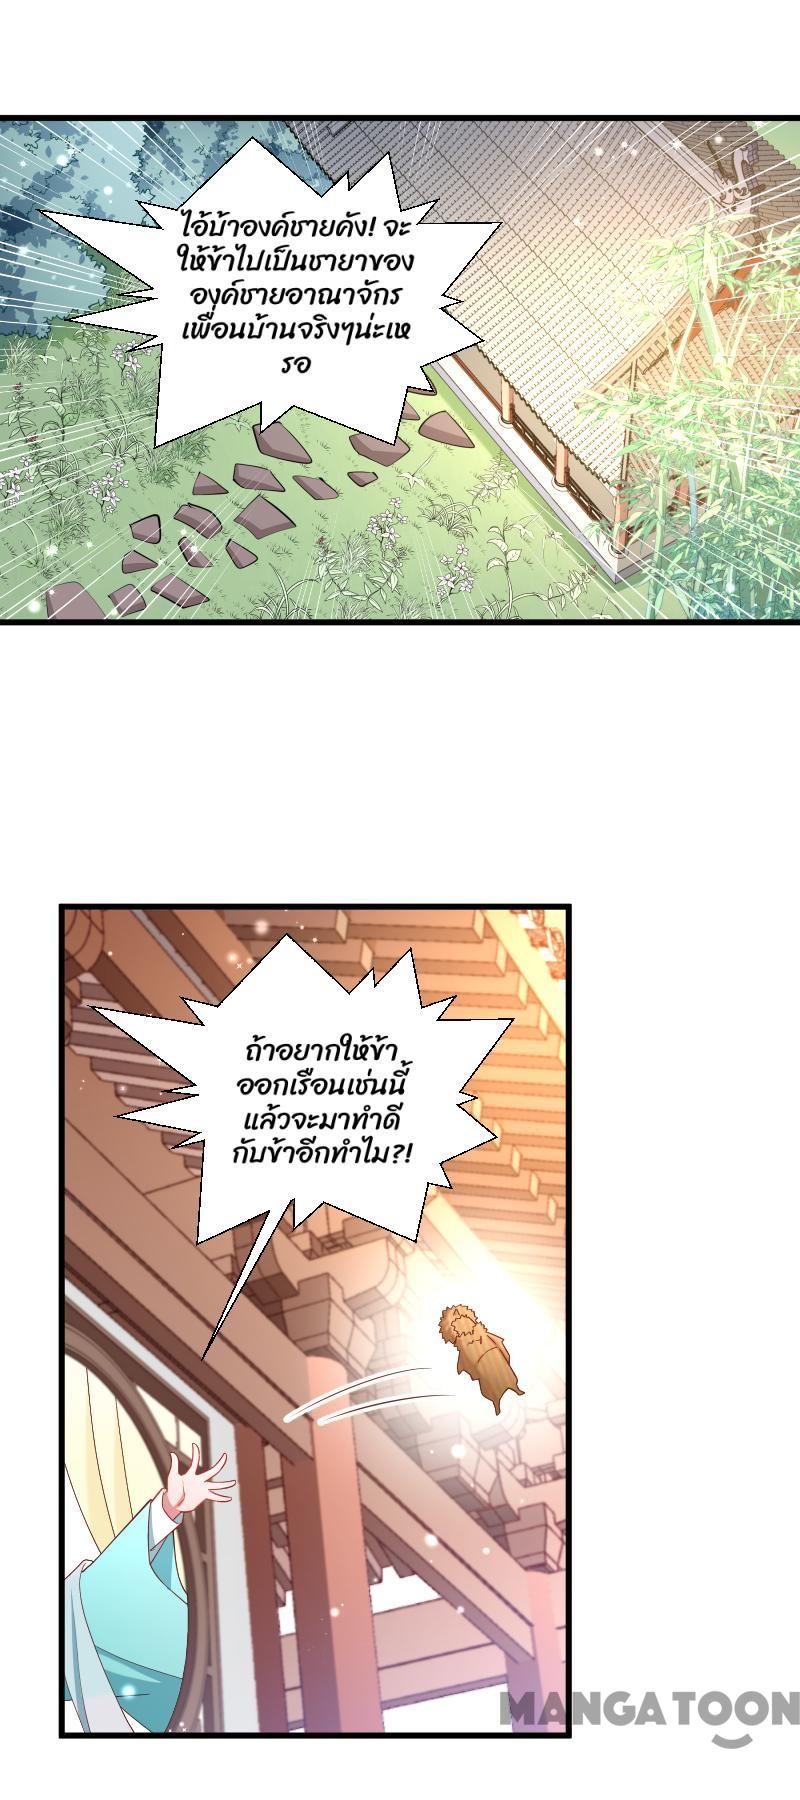 ไอ้บ้าองค์ชายคัง! จะ
ให้ข้าไปเป็นชายาของ
องค์ชายอาณาจักร
เพื่อนบ้านจริงๆน่ะเห
รอ
ถ้าอยากให้ข้า
ออกเรือนเช่นนี้
แล้วจะมาทำดี
กับข้าอีกทำไม?!
MANGATOON